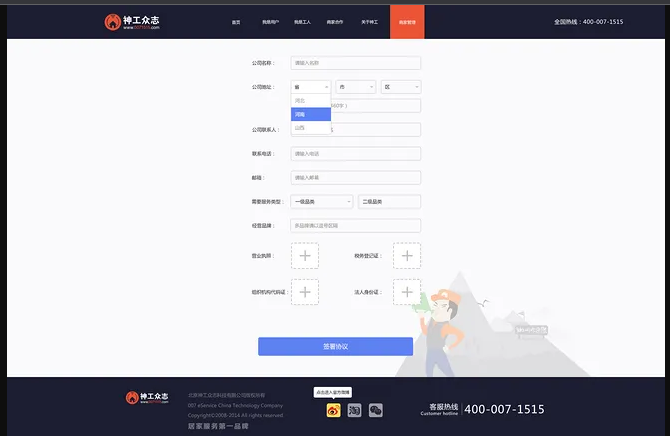 神工众志
www.007shb.com
首页 我是用户 我是工人 商家合作 关于神工 商家管理
全国热线：400-007-1515
公司名称： 请输入名称
公司地址： 省 市 区
河北
河南
山西
公司联系人：
联系电话： 请输入电话
邮箱： 请输入邮箱
需要服务类型： 一级品类 二级品类
经营品牌： 多品牌请以逗号区隔
营业执照： 税务登记证：
组织机构代码证： 法人身份证：
签署协议
点击进入官方微博
神工众志
北京神工众志科技有限公司版权所有
007 eService China Technology Company
Copyright©2008-2014 All rights reserved.
居家服务第一品牌
淘
客服热线
Customer hotline
400-007-1515